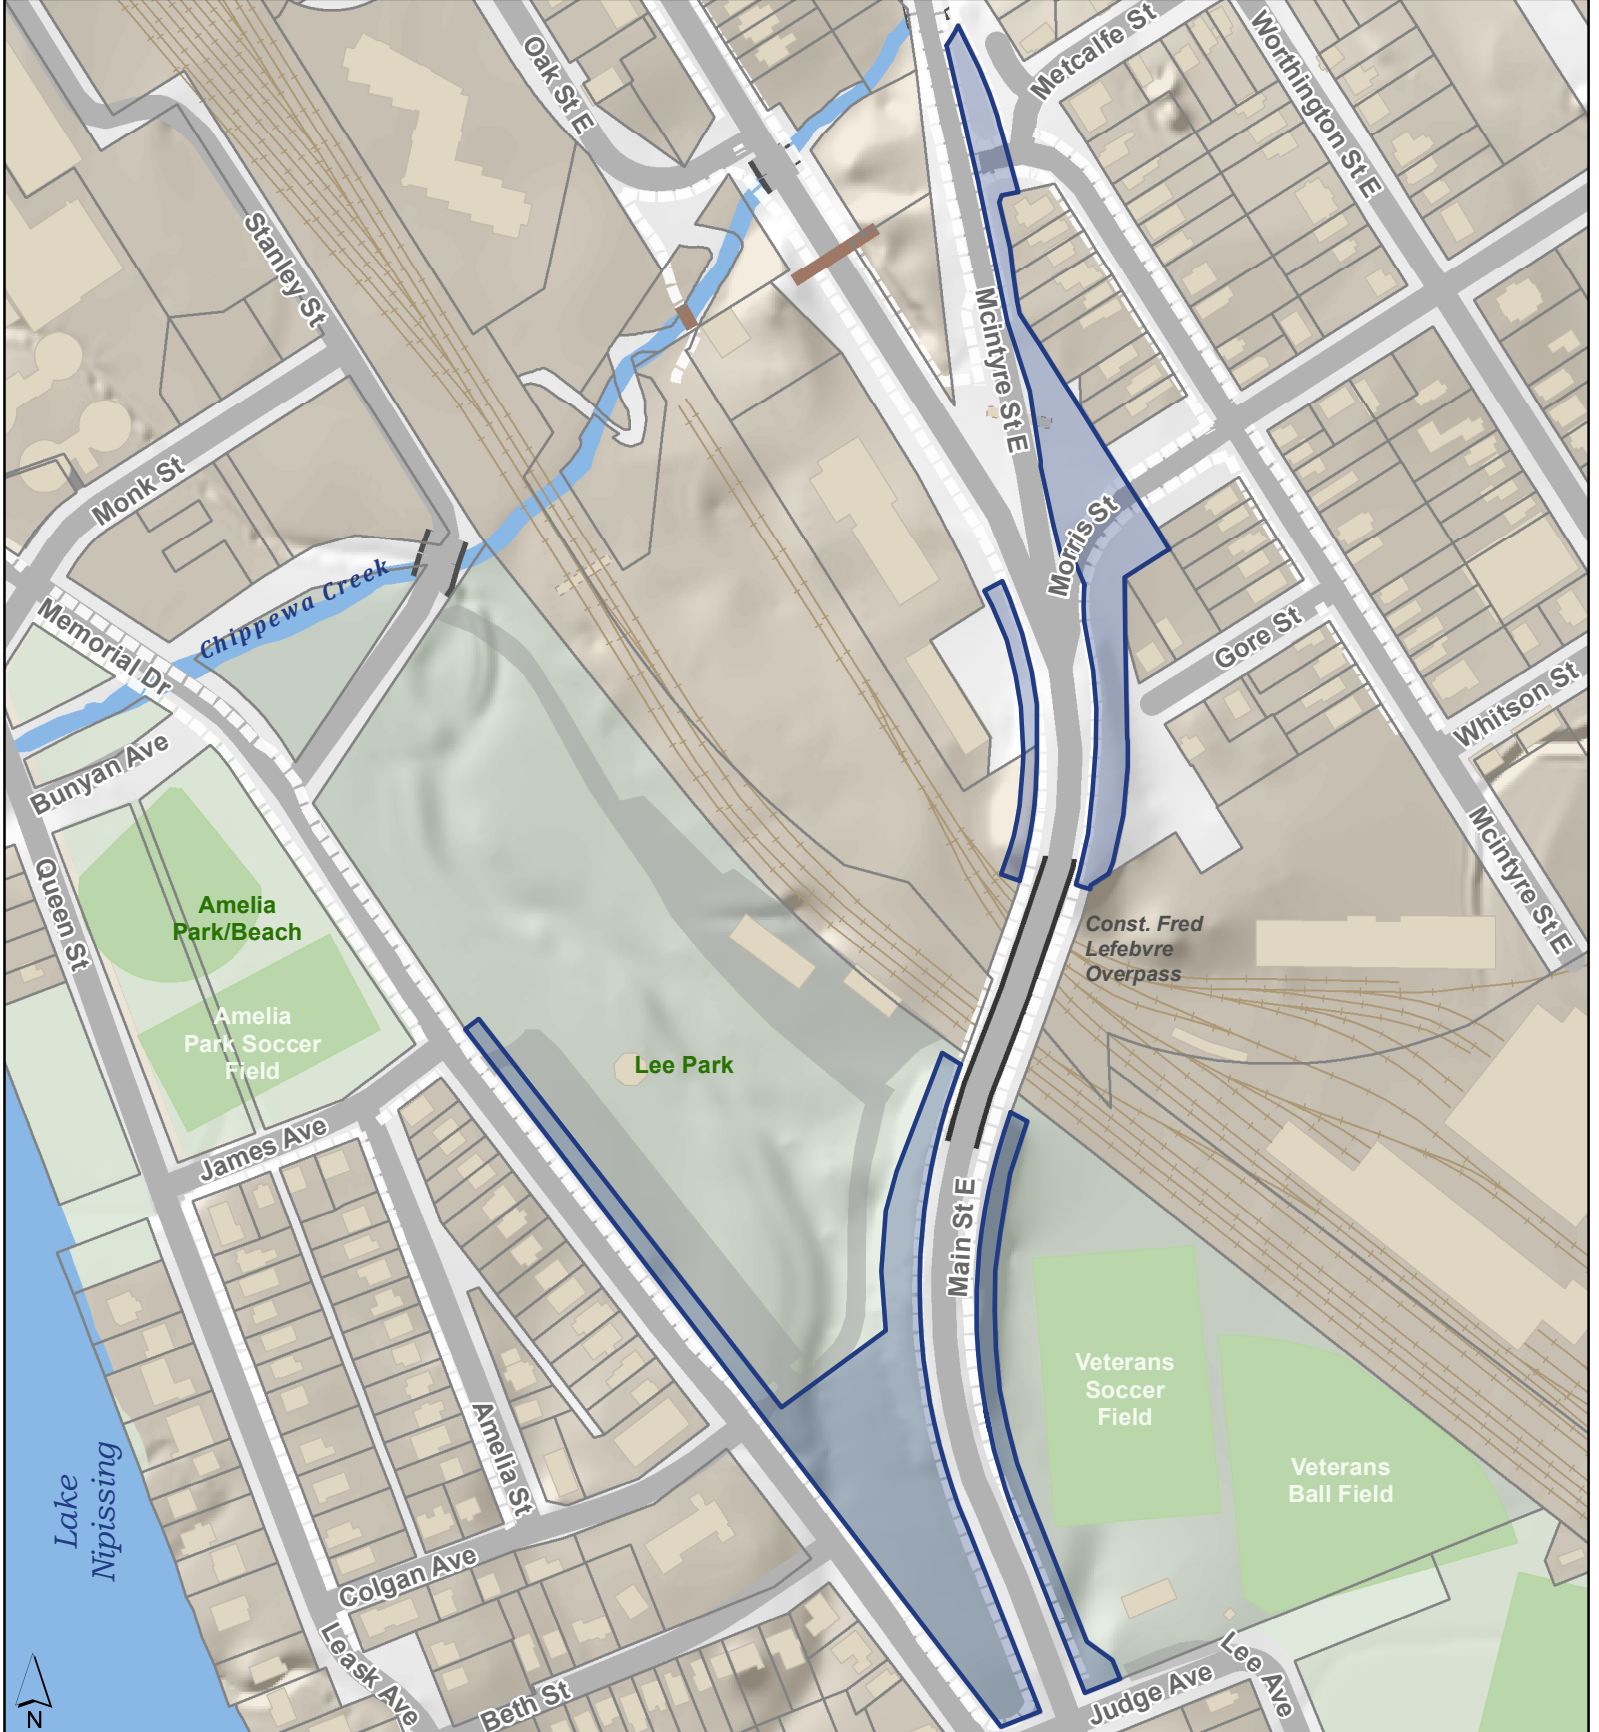 Oak St E
Metcalfe St
Worthington St E
Stanley St
Mcintyre St E
Monk St
Morris St
Chippewa Creek
Memorial Dr
Gore St
Whitson St
Bunyan Ave
Mcintyre St E
Queen St
Amelia
Park/Beach
Const. Fred
Lefebvre
Overpass
Amelia
Park Soccer
Field
Lee Park
James Ave
Main St E
Veterans
Soccer
Field
Amelia St
Veterans
Ball Field
Lake
Nipissing
Colgan Ave
Leask Ave
Beth St
Judge Ave
Lee Ave
N